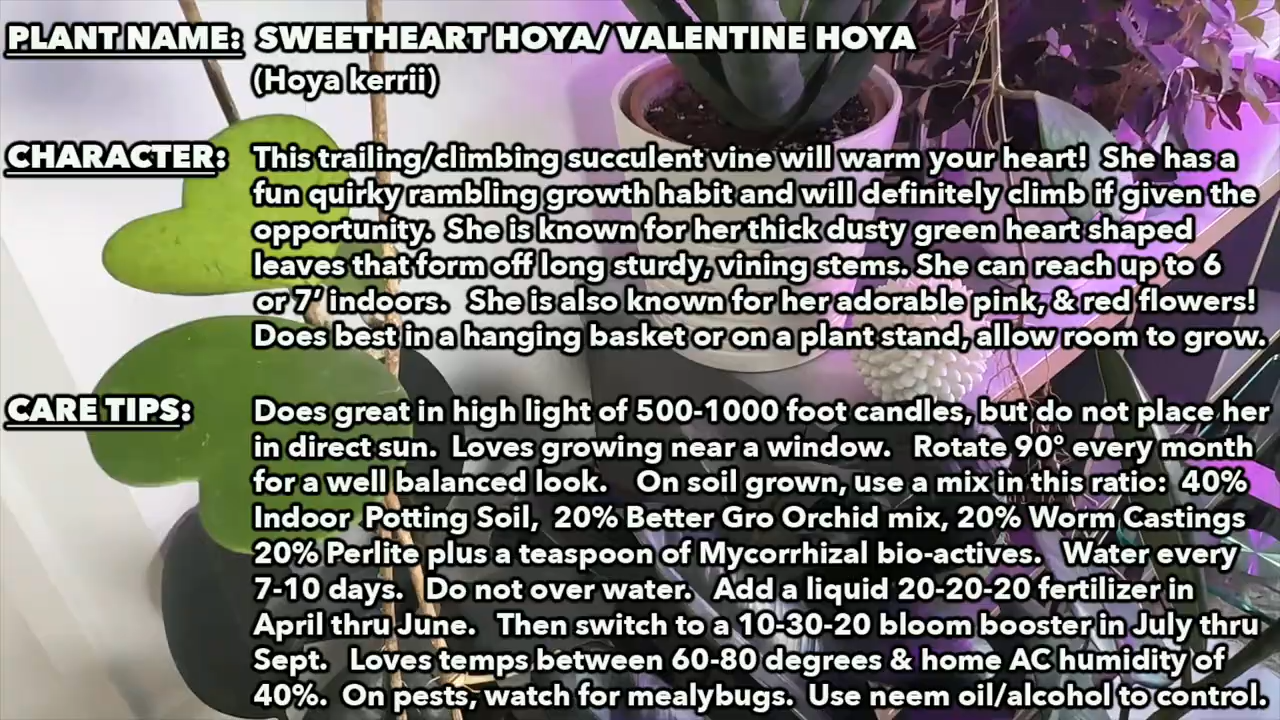 PLANT NAME: SWEETHEART HOYA/ VALENTINE HOYA
(Hoya kerrii)
CHARACTER: This trailing/climbing succulent vine will warm your heart! She has a
fun quirky rambling growth habit and will definitely climb if given the
opportunity. She is known for her thick dusty green heart shaped
leaves that form off long sturdy, vining stems. She can reach up to 6
or 7’ indoors. She is also known for her adorable pink, & red flowers!
Does best in a hanging basket or on a plant stand, allow room to grow.
CARE TIPS: Does great in high light of 500-1000 foot candles, but do not place her
in direct sun. Loves growing near a window. Rotate 90° every month
for a well balanced look. On soil grown, use a mix in this ratio: 40%
Indoor Potting Soil, 20% Better Gro Orchid mix, 20% Worm Castings
20% Perlite plus a teaspoon of Mycorrhizal bio-actives. Water every
7-10 days. Do not over water. Add a liquid 20-20-20 fertilizer in
April thru June. Then switch to a 10-30-20 bloom booster in July thru
Sept. Loves temps between 60-80 degrees & home AC humidity of
40%. On pests, watch for mealybugs. Use neem oil/alcohol to control.